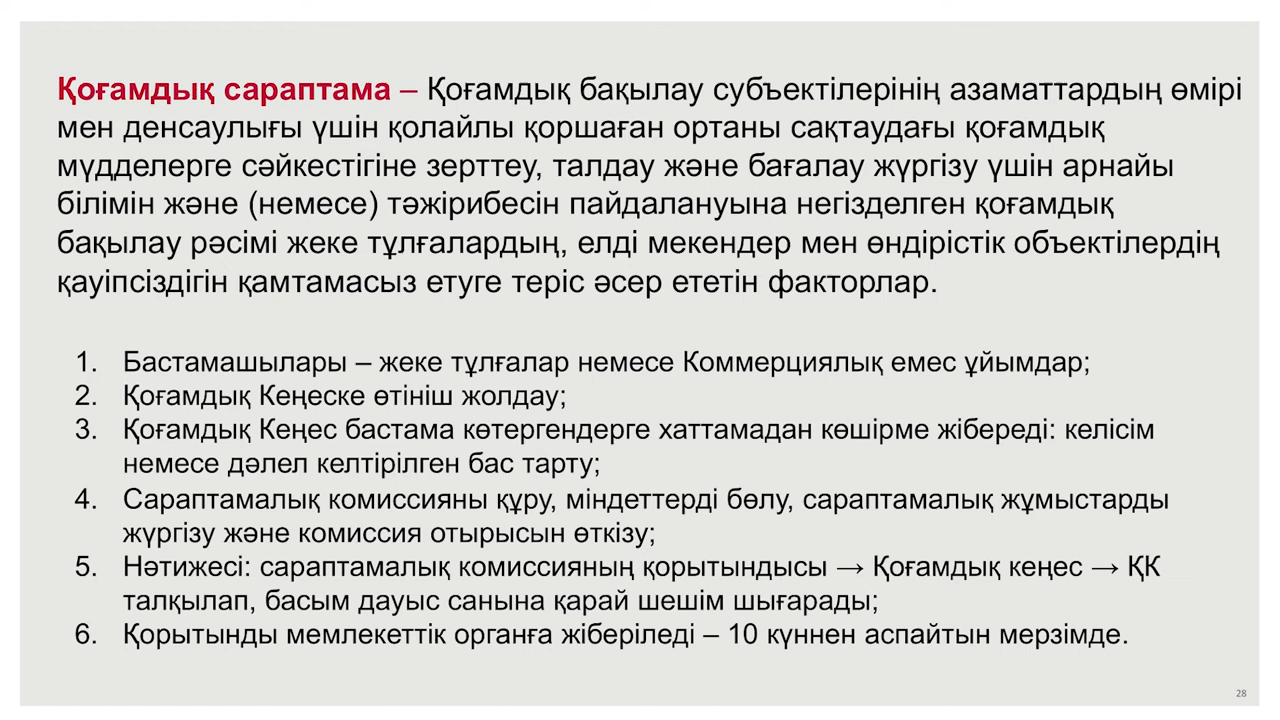 Қоғамдық сараптама – Қоғамдық бақылау субъектілерінің азаматтардың өмірі
мен денсаулығы үшін қолайлы қоршаған ортаны сақтаудағы қоғамдық
мүдделерге сәйкестігіне зерттеу, талдау және бағалау жүргізу үшін арнайы
білімін және (немесе) тәжірибесін пайдалануына негізделген қоғамдық
бақылау рәсімі жеке тұлғалардың, елді мекендер мен өндірістік объектілердің
қауіпсіздігін қамтамасыз етуге теріс әсер ететін факторлар.
1. Бастамашылары – жеке тұлғалар немесе Коммерциялық емес ұйымдар;
2. Қоғамдық Кеңеске өтініш жолдау;
3. Қоғамдық Кеңес бастама көтергендерге хаттамадан көшірме жібереді: келісім
немесе дәлел келтірілген бас тарту;
4. Сараптамалық комиссияны құру, міндеттерді бөлу, сараптамалық жұмыстарды
жүргізу және комиссия отырысын өткізу;
5. Нәтижесі: сараптамалық комиссияның қорытындысы → Қоғамдық кеңес → ҚК
талқылап, басым дауыс санына қарай шешім шығарады;
6. Қорытынды мемлекеттік органға жіберіледі – 10 күннен аспайтын мерзімде.
28